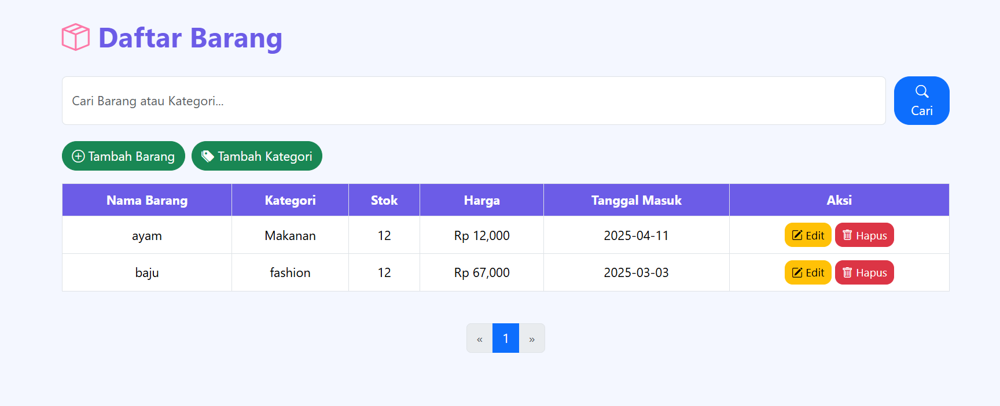 Daftar Barang
Cari Barang atau Kategori...
Cari
Tambah Barang Tambah Kategori
Nama Barang Kategori Stok Harga Tanggal Masuk Aksi
ayam Makanan 12 Rp 12,000 2025-04-11 Edit Hapus
baju fashion 12 Rp 67,000 2025-03-03 Edit Hapus
« 1 »